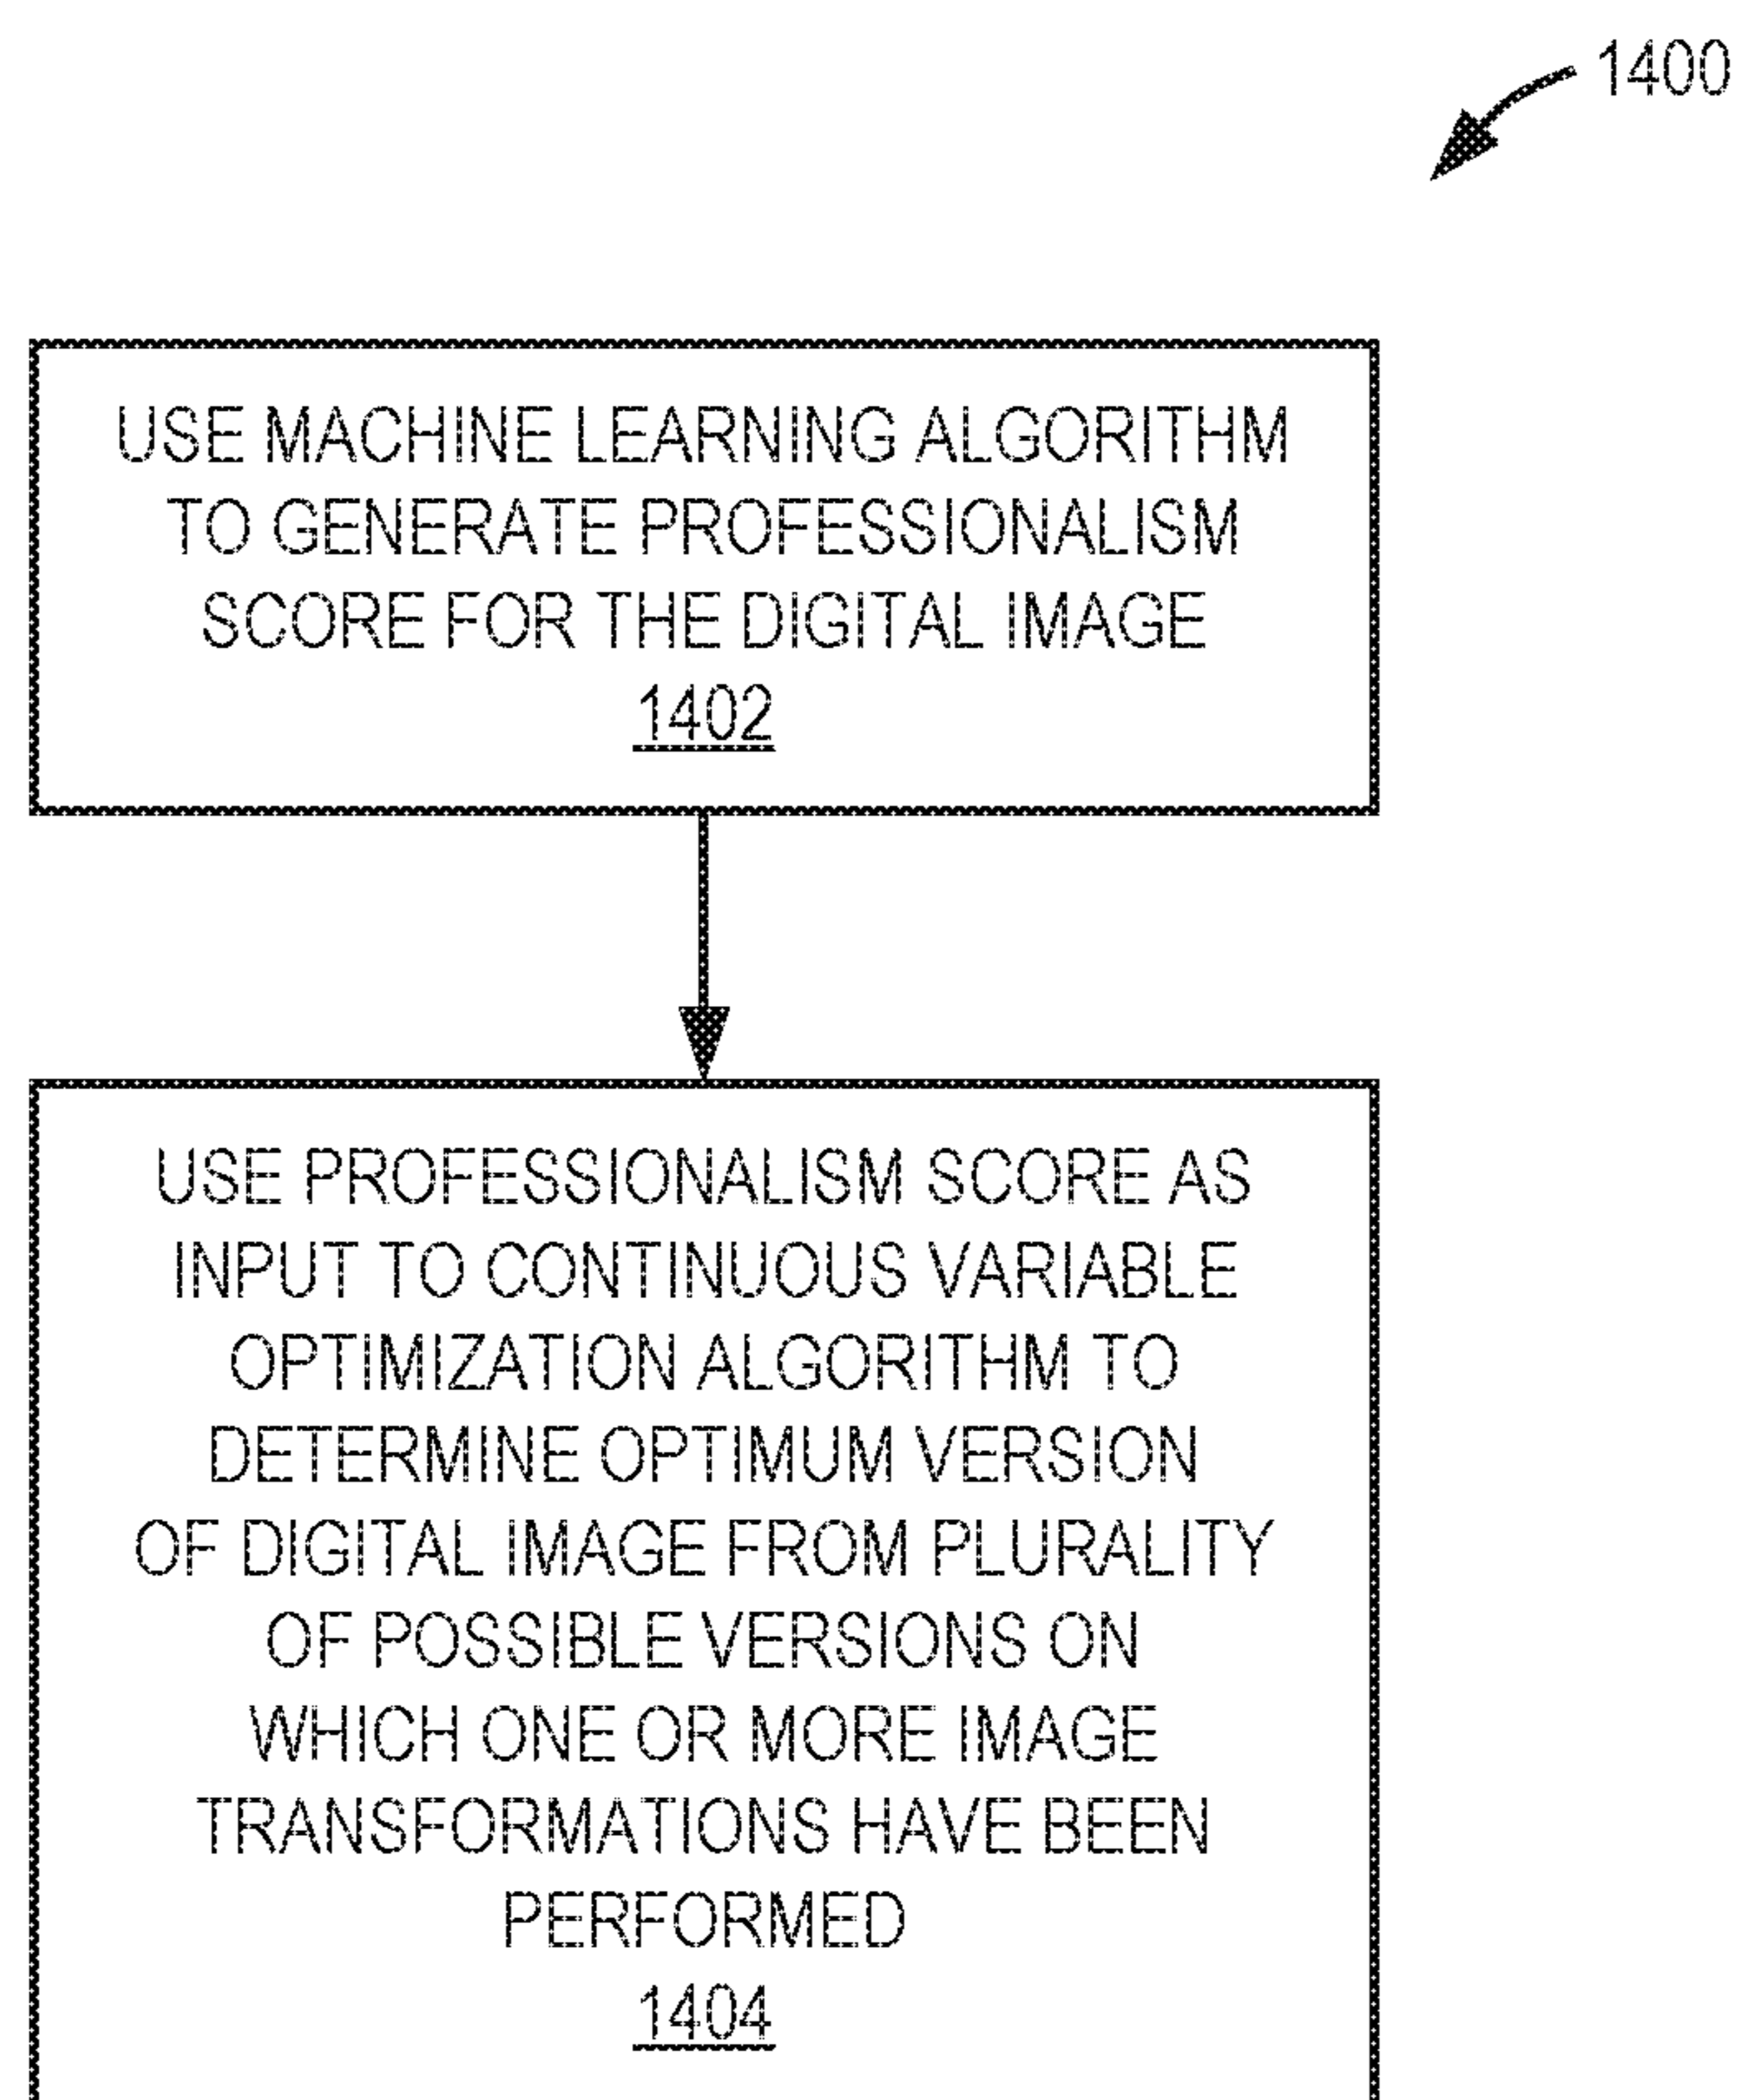 1400
USE MACHINE LEARNING ALGORITHM
TO GENERATE PROFESSIONALISM
SCORE FOR THE DIGITAL IMAGE
1402
USE PROFESSIONALISM SCORE AS
INPUT TO CONTINUOUS VARIABLE
OPTIMIZATION ALGORITHM TO
DETERMINE OPTIMUM VERSION
OF DIGITAL IMAGE FROM PLURALITY
OF POSSIBLE VERSIONS ON
WHICH ONE OR MORE IMAGE
TRANSFORMATIONS HAVE BEEN
PERFORMED
1404